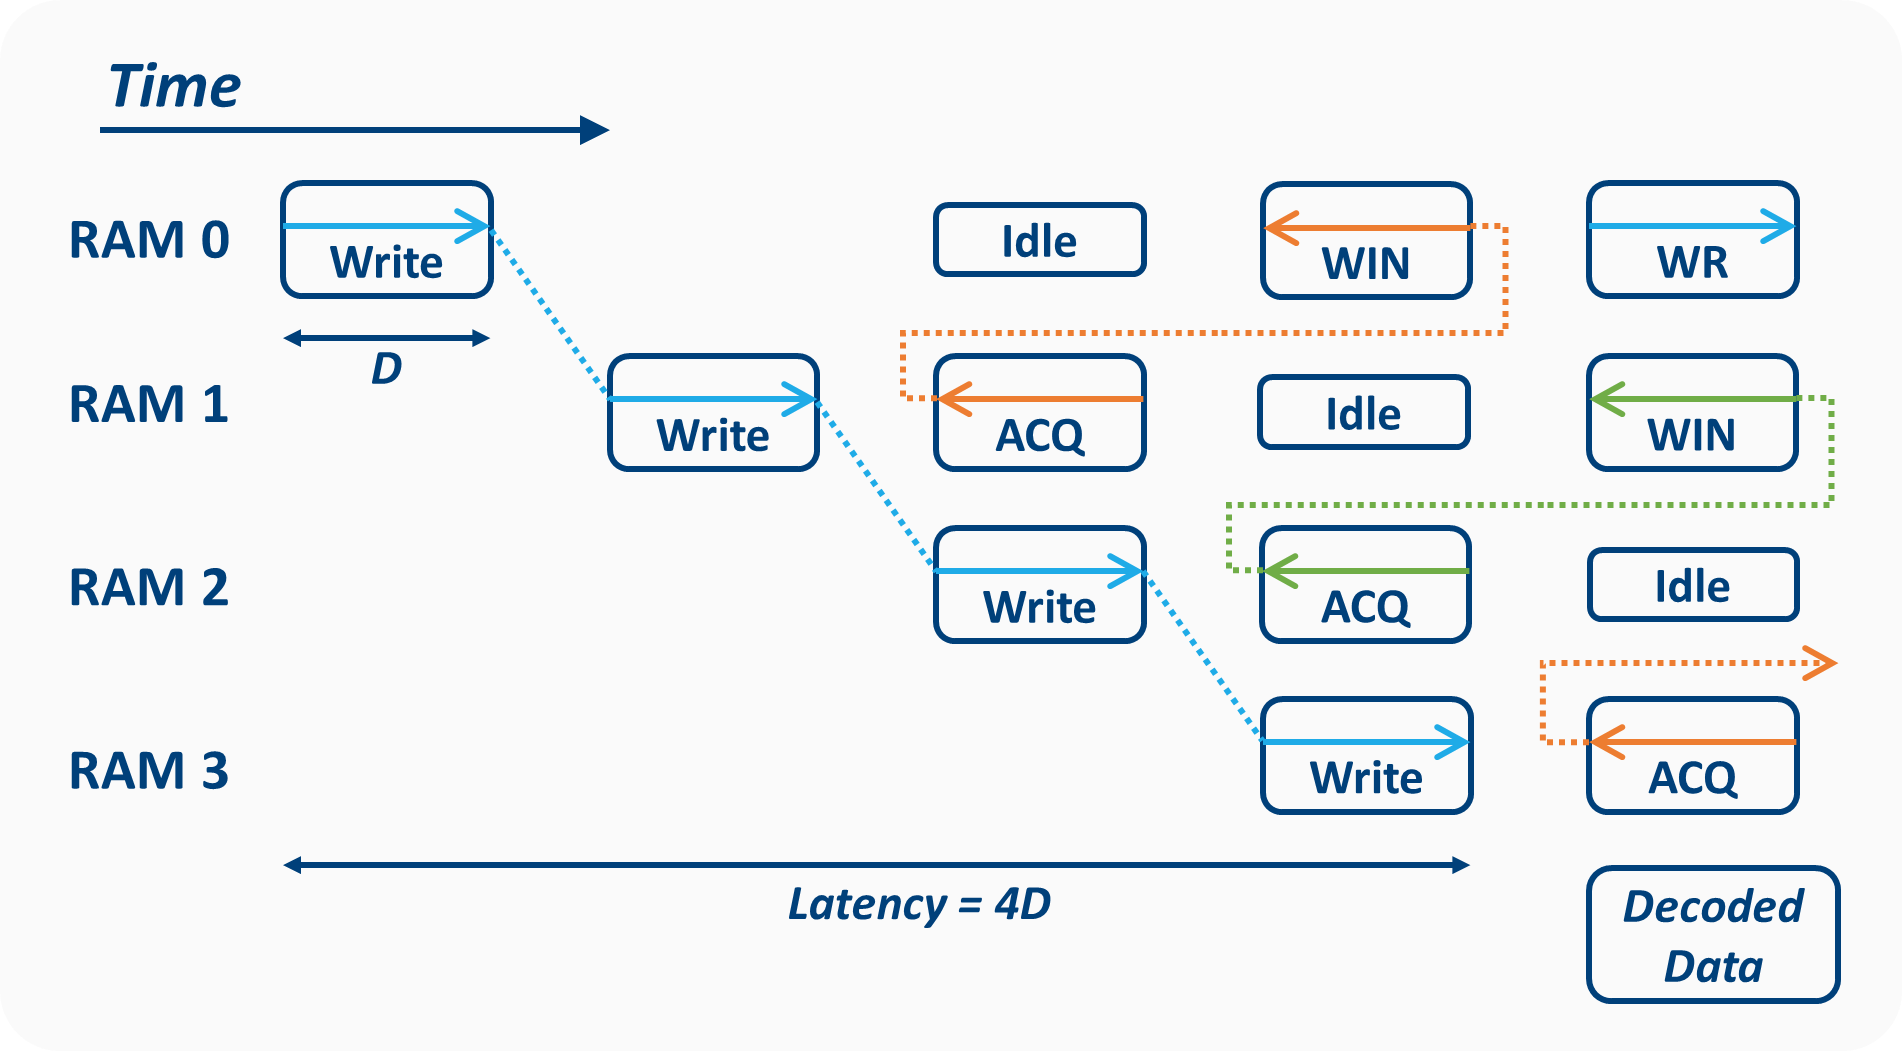 Time
RAM 0
Write
Idle
WIN
WR
D
RAM 1
Write
ACQ
Idle
WIN
RAM 2
Write
ACQ
Idle
RAM 3
Write
ACQ
Latency = 4D
Decoded
Data